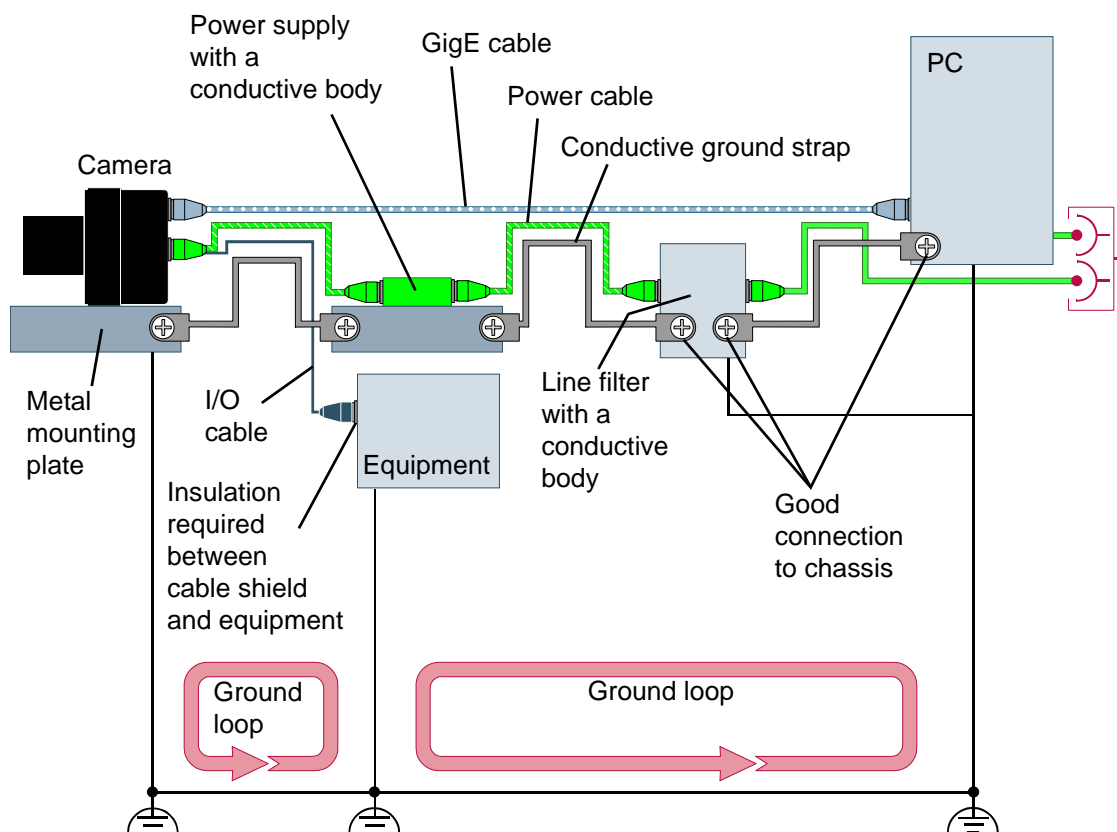 Power supply
with a
conductive body
GigE cable
PC
Power cable
Conductive ground strap
Camera
Metal
mounting
plate
I/O
cable
Equipment
Line filter
with a
conductive
body
Insulation
required
between
cable shield
and equipment
Good
connection
to chassis
Ground
loop
Ground loop